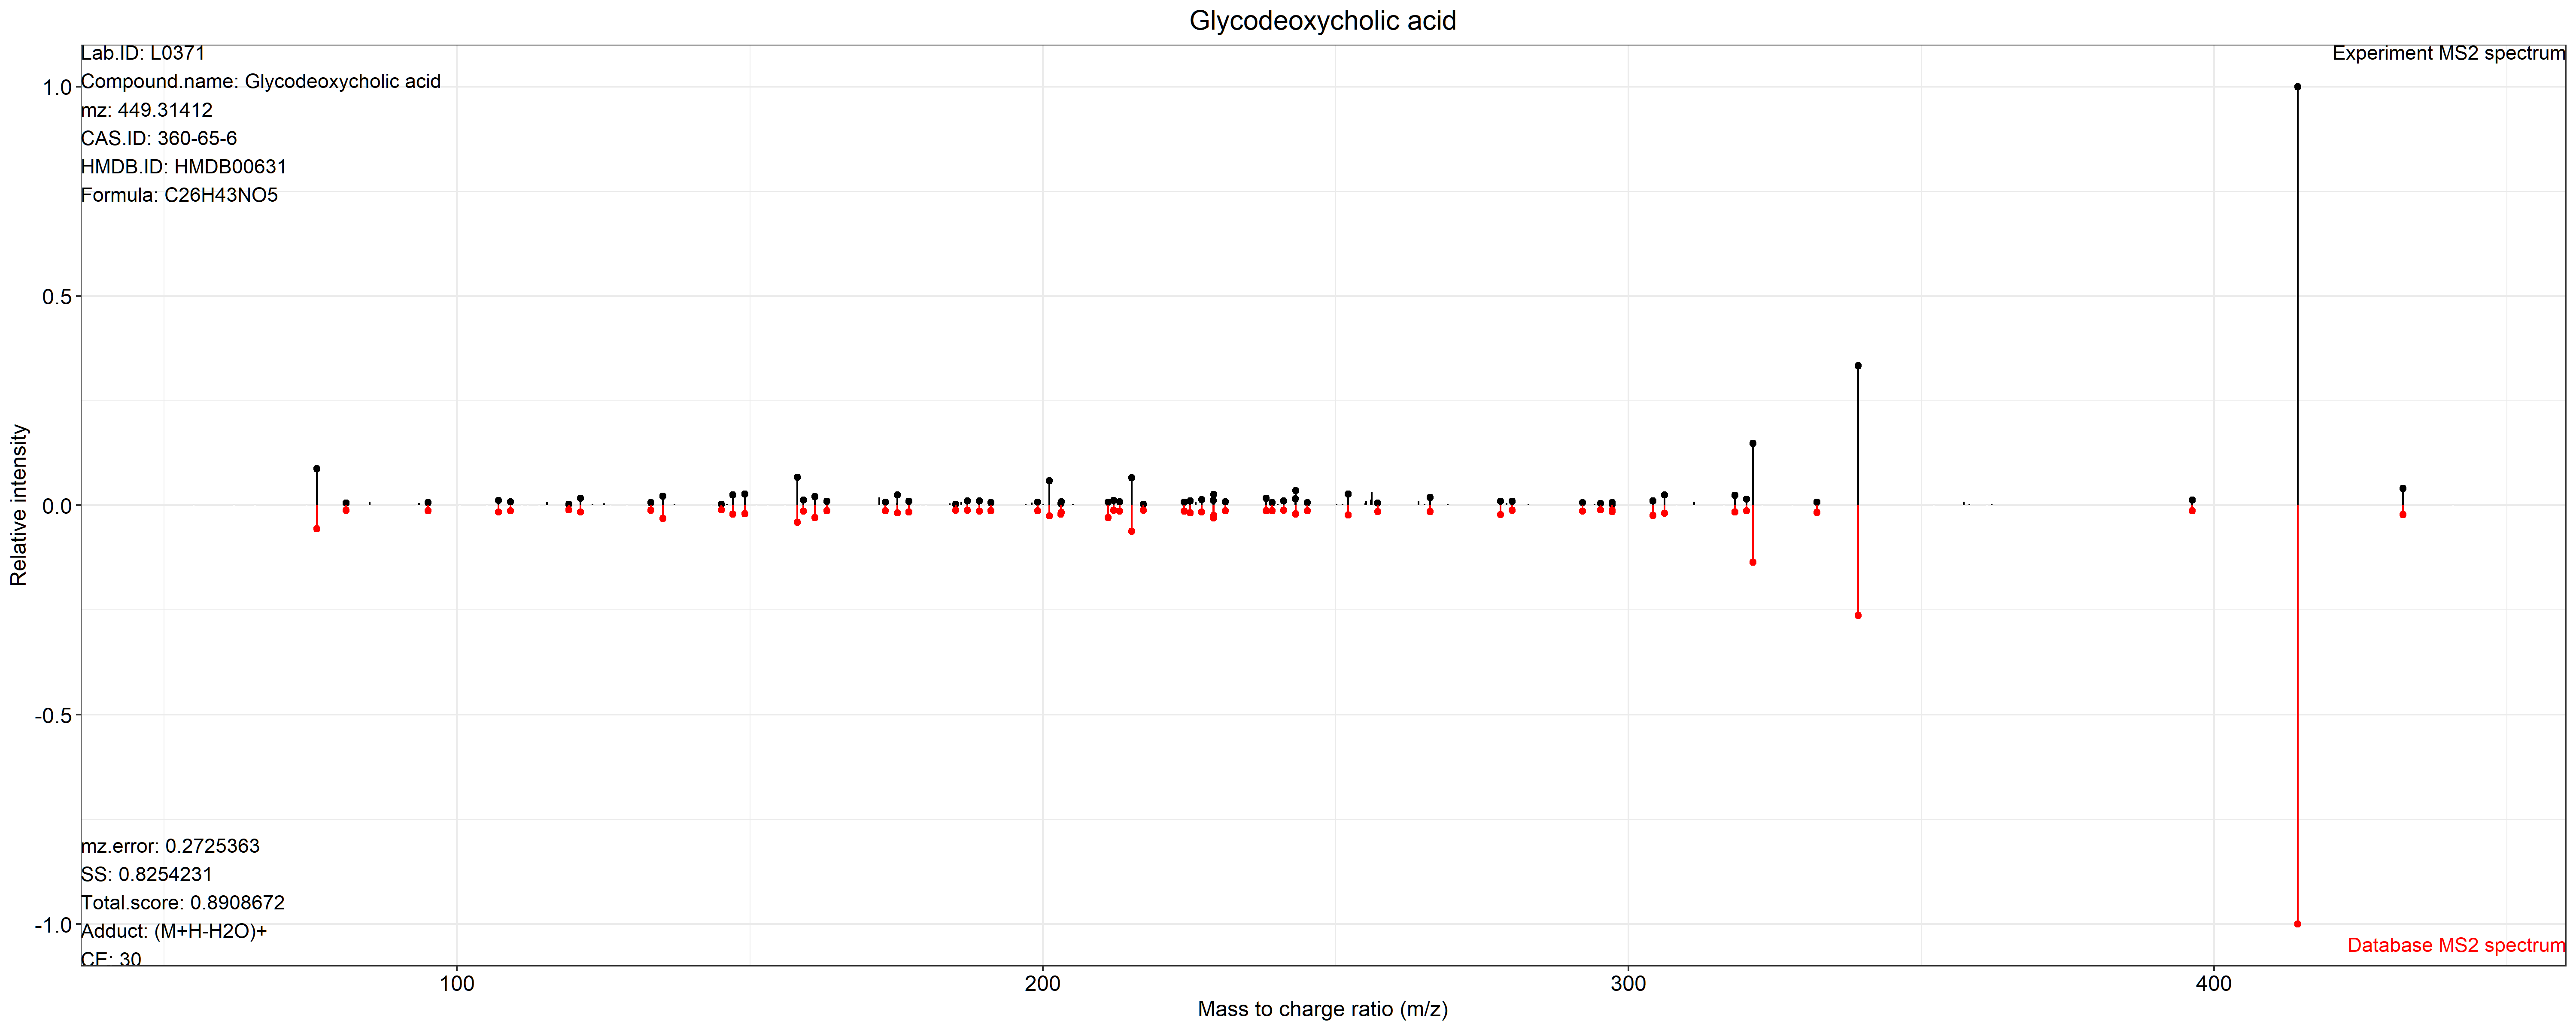 Glycodeoxycholic acid
Lab.ID: L0371
Experiment MS2 spectrum
Compound.name: Glycodeoxycholic acid
mz: 449.31412
CAS.ID: 360-65-6
HMDB.ID: HMDB00631
Formula: C26H43NO5
1.0
0.5
0.0
-0.5
-1.0
Relative intensity
mz.error: 0.2725363
SS: 0.8254231
Total.score: 0.8908672
Adduct: (M+H-H2O)+
CE: 30
Database MS2 spectrum
100 200 300 400
Mass to charge ratio (m/z)